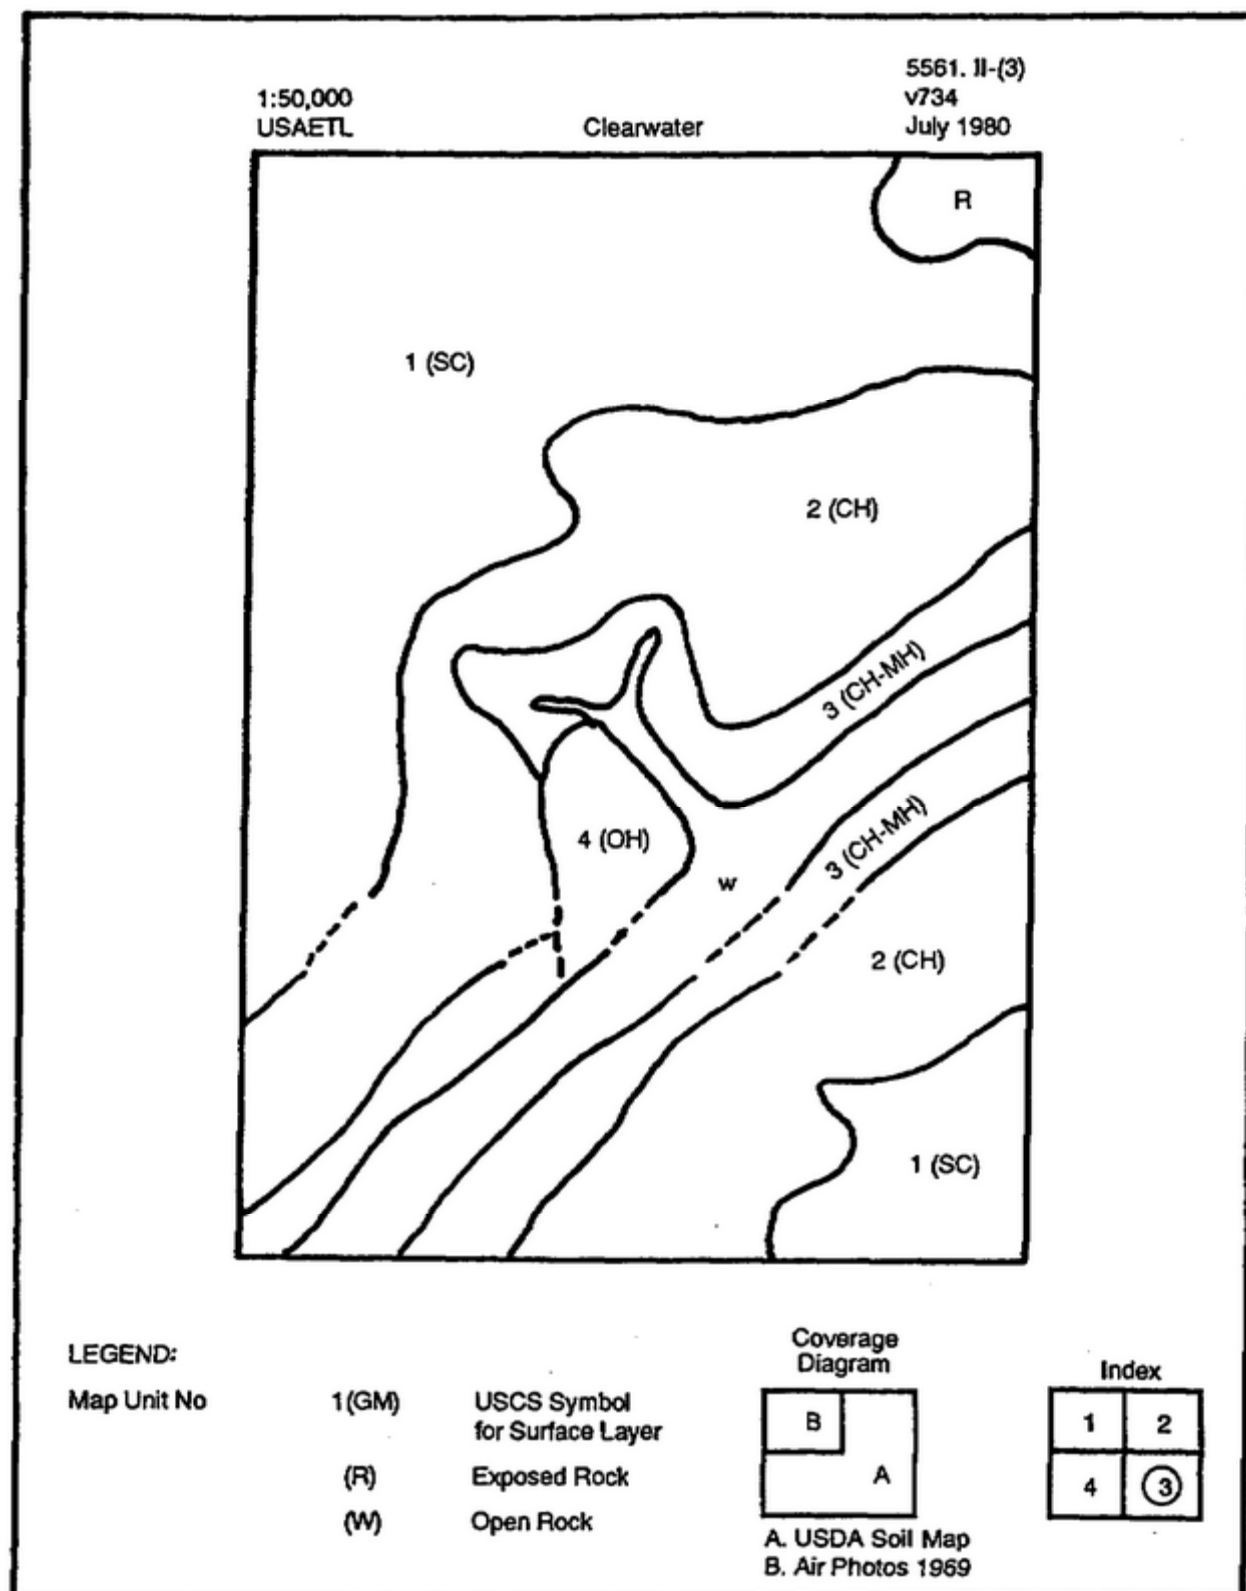 1:50,000
USAETL
Clearwater
5561. II-(3)
v734
July 1980
R
1 (SC)
2 (CH)
3 (CH-MH)
4 (OH)
w
3 (CH-MH)
2 (CH)
1 (SC)
LEGEND:
Map Unit No
1(GM)
USCS Symbol
for Surface Layer
(R)
Exposed Rock
(W)
Open Rock
Coverage
Diagram
B
A
A. USDA Soil Map
B. Air Photos 1969
Index
1
2
4
3